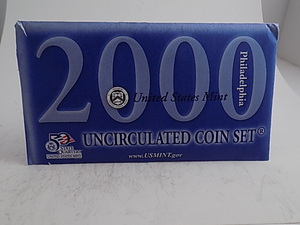 2000
Philadelphia
United States Mint
UNCIRCULATED COIN SET®
www.USMINT.gov